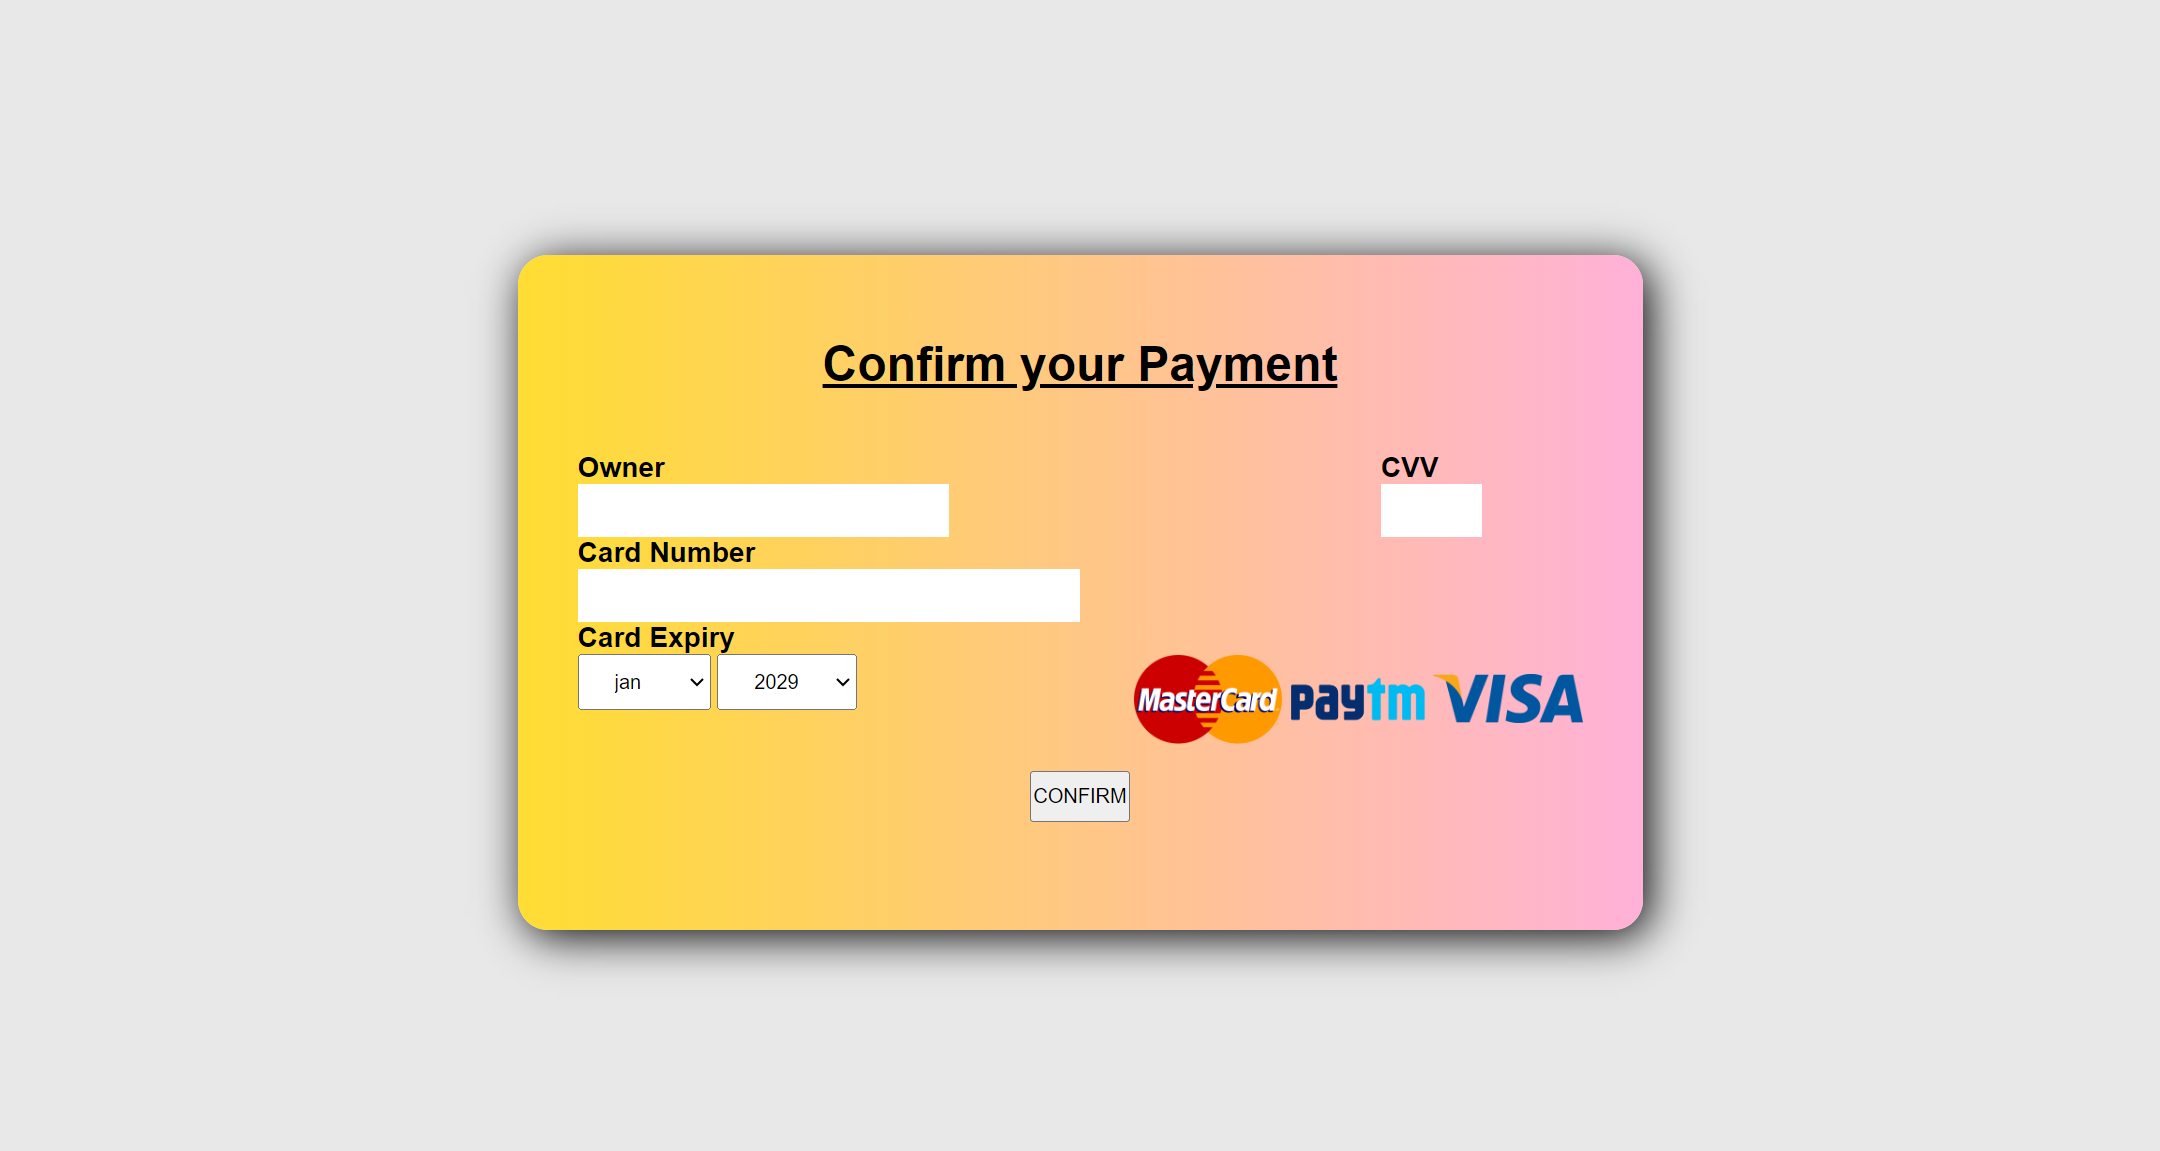 Confirm your Payment
Owner
CVV
Card Number
Card Expiry
jan
2029
MasterCard
paytm
VISA
CONFIRM